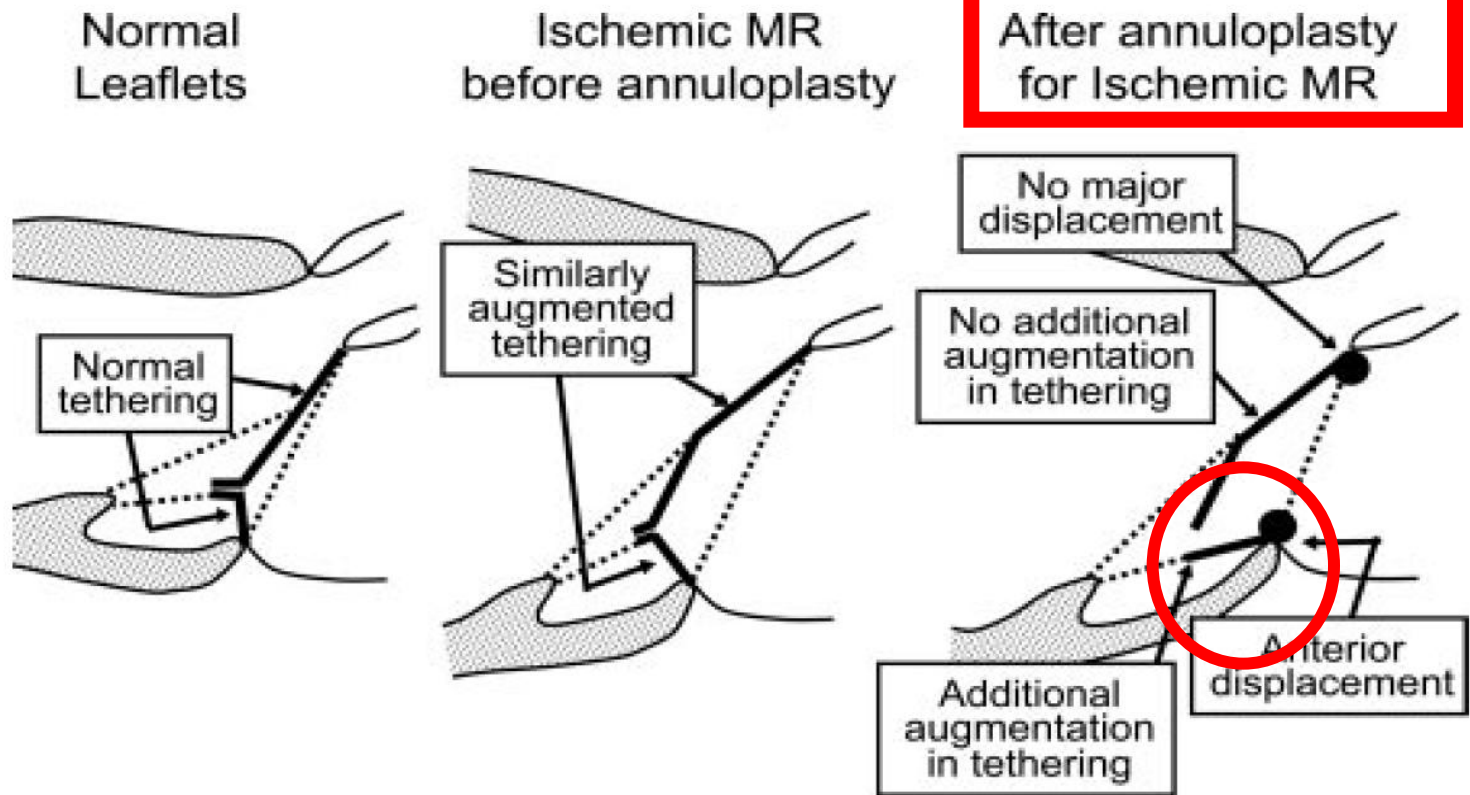 Normal
Leaflets
Ischemic MR
before annuloplasty
After annuloplasty
for Ischemic MR
Normal
tethering
Similarly
augmented
tethering
No major
displacement
No additional
augmentation
in tethering
Additional
augmentation
in tethering
Anterior
displacement